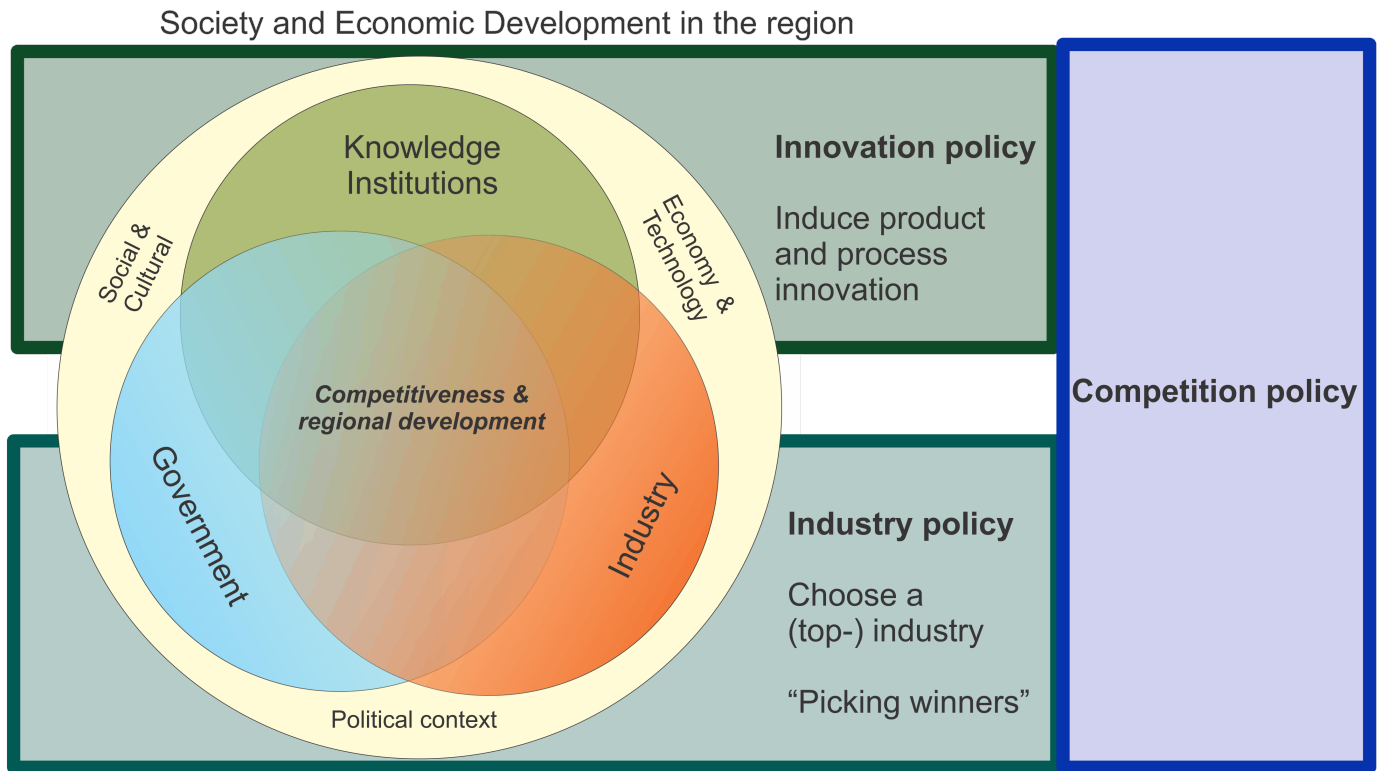 Society and Economic Development in the region
Knowledge
Institutions
Social &
Cultural
Economy &
Technology
Innovation policy
Induce product
and process
innovation
Competitiveness &
regional development
Competition policy
Government
Industry
Industry policy
Choose a
(top-) industry
“Picking winners”
Political context